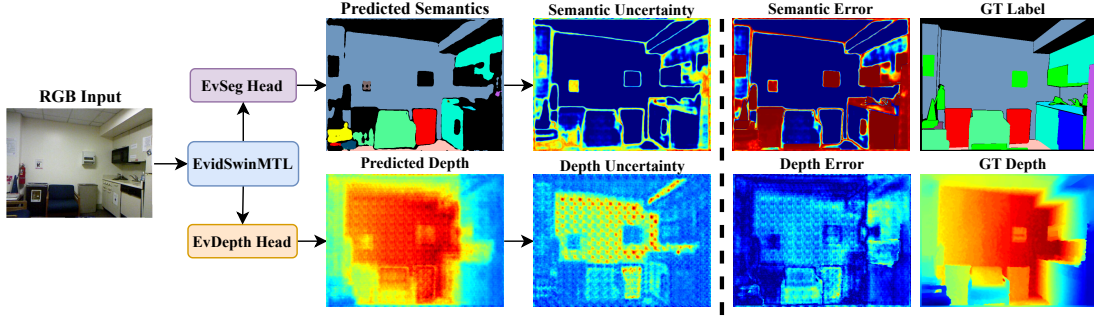 Predicted Semantics
Semantic Uncertainty
Semantic Error
GT Label
RGB Input
EvSeg Head
EvidSwinMTL
EvDepth Head
Predicted Depth
Depth Uncertainty
Depth Error
GT Depth